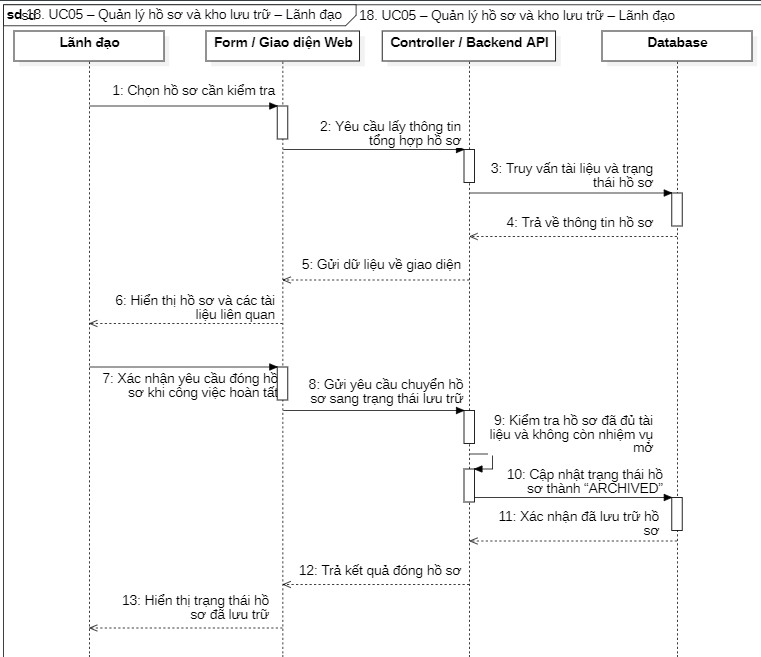 sd 18. UC05 – Quản lý hồ sơ và kho lưu trữ – Lãnh đạo
18. UC05 – Quản lý hồ sơ và kho lưu trữ – Lãnh đạo
Lãnh đạo
Form / Giao diện Web
Controller / Backend API
Database
1: Chọn hồ sơ cần kiểm tra
2: Yêu cầu lấy thông tin
tổng hợp hồ sơ
3: Truy vấn tài liệu và trạng
thái hồ sơ
4: Trả về thông tin hồ sơ
5: Gửi dữ liệu về giao diện
6: Hiển thị hồ sơ và các tài
liệu liên quan
7: Xác nhận yêu cầu đóng hồ
sơ khi công việc hoàn tất
8: Gửi yêu cầu chuyển hồ
sơ sang trạng thái lưu trữ
9: Kiểm tra hồ sơ đã đủ tài
liệu và không còn nhiệm vụ
mở
10: Cập nhật trạng thái hồ
sơ thành “ARCHIVED”
11: Xác nhận đã lưu trữ hồ
sơ
12: Trả kết quả đóng hồ sơ
13: Hiển thị trạng thái hồ
sơ đã lưu trữ